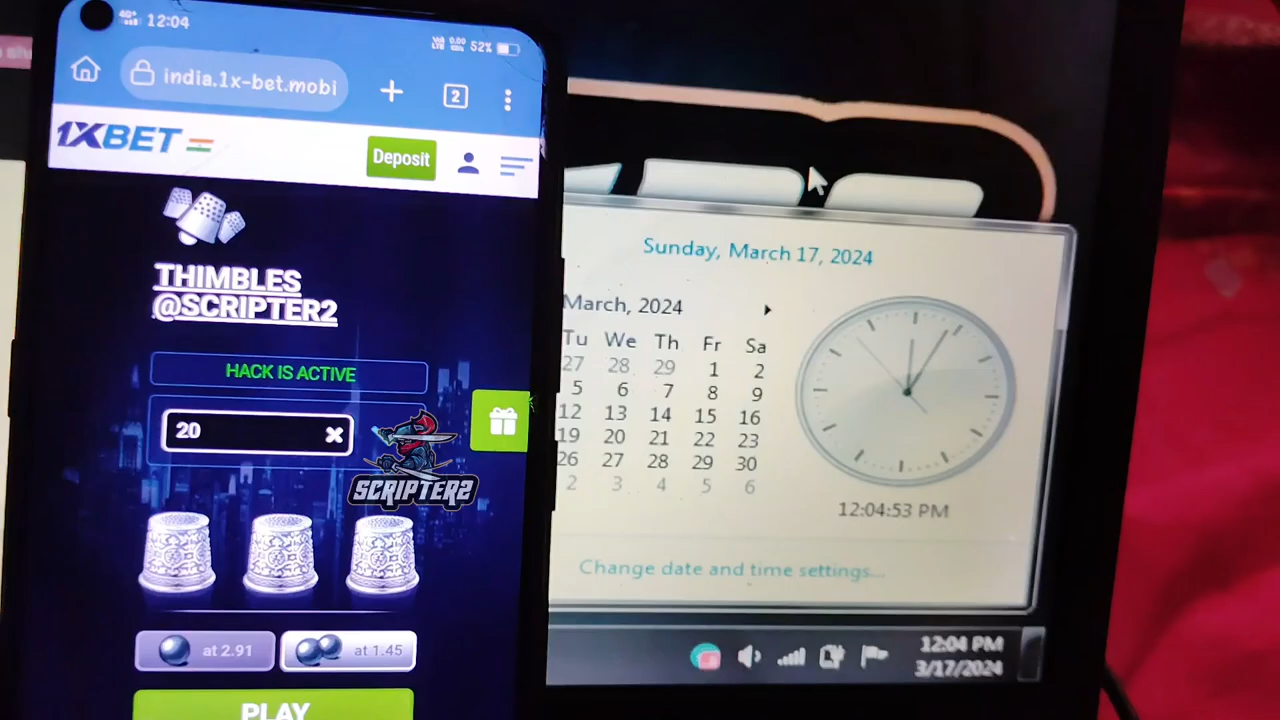 4G+ 12:04
52%
india.1x-bet.mobi
2
1XBET
Deposit
THIMBLES
@SCRIPTER2
HACK IS ACTIVE
20
SCRIPTER2
at 2.91
at 1.45
PLAY
Sunday, March 17, 2024
March, 2024
Tu We Th Fr Sa
27 28 29 1 2
5 6 7 8 9
12 13 14 15 16
19 20 21 22 23
26 27 28 29 30
2 3 4 5 6
12:04:53 PM
Change date and time settings...
12:04 PM
3/17/2024